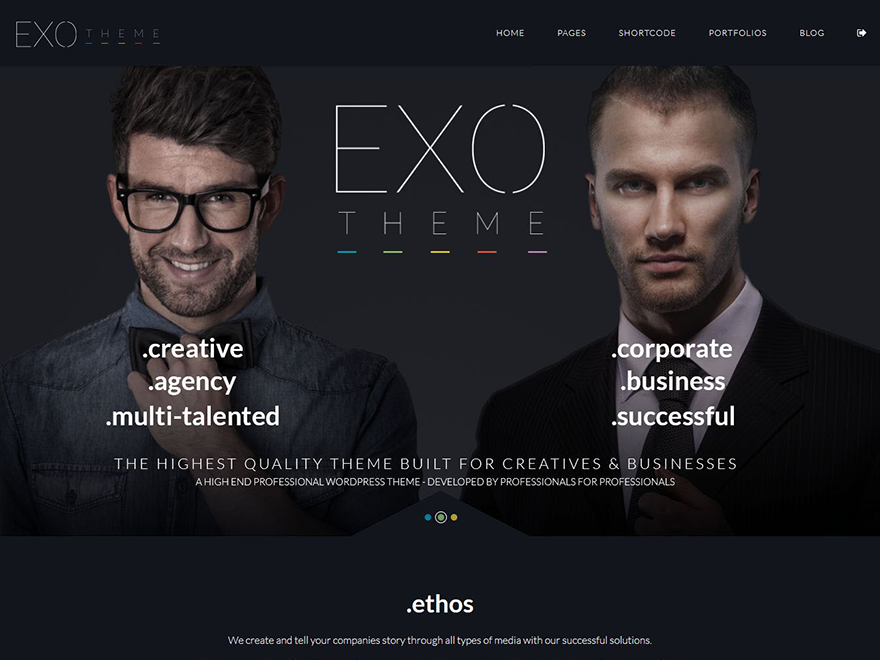 EXO THEME
HOME PAGES SHORTCODE PORTFOLIOS BLOG
EXO
THEME
.creative
.agency
.multi-talented
.corporate
.business
.successful
THE HIGHEST QUALITY THEME BUILT FOR CREATIVES & BUSINESSES
A HIGH END PROFESSIONAL WORDPRESS THEME - DEVELOPED BY PROFESSIONALS FOR PROFESSIONALS
.ethos
We create and tell your companies story through all types of media with our successful solutions.